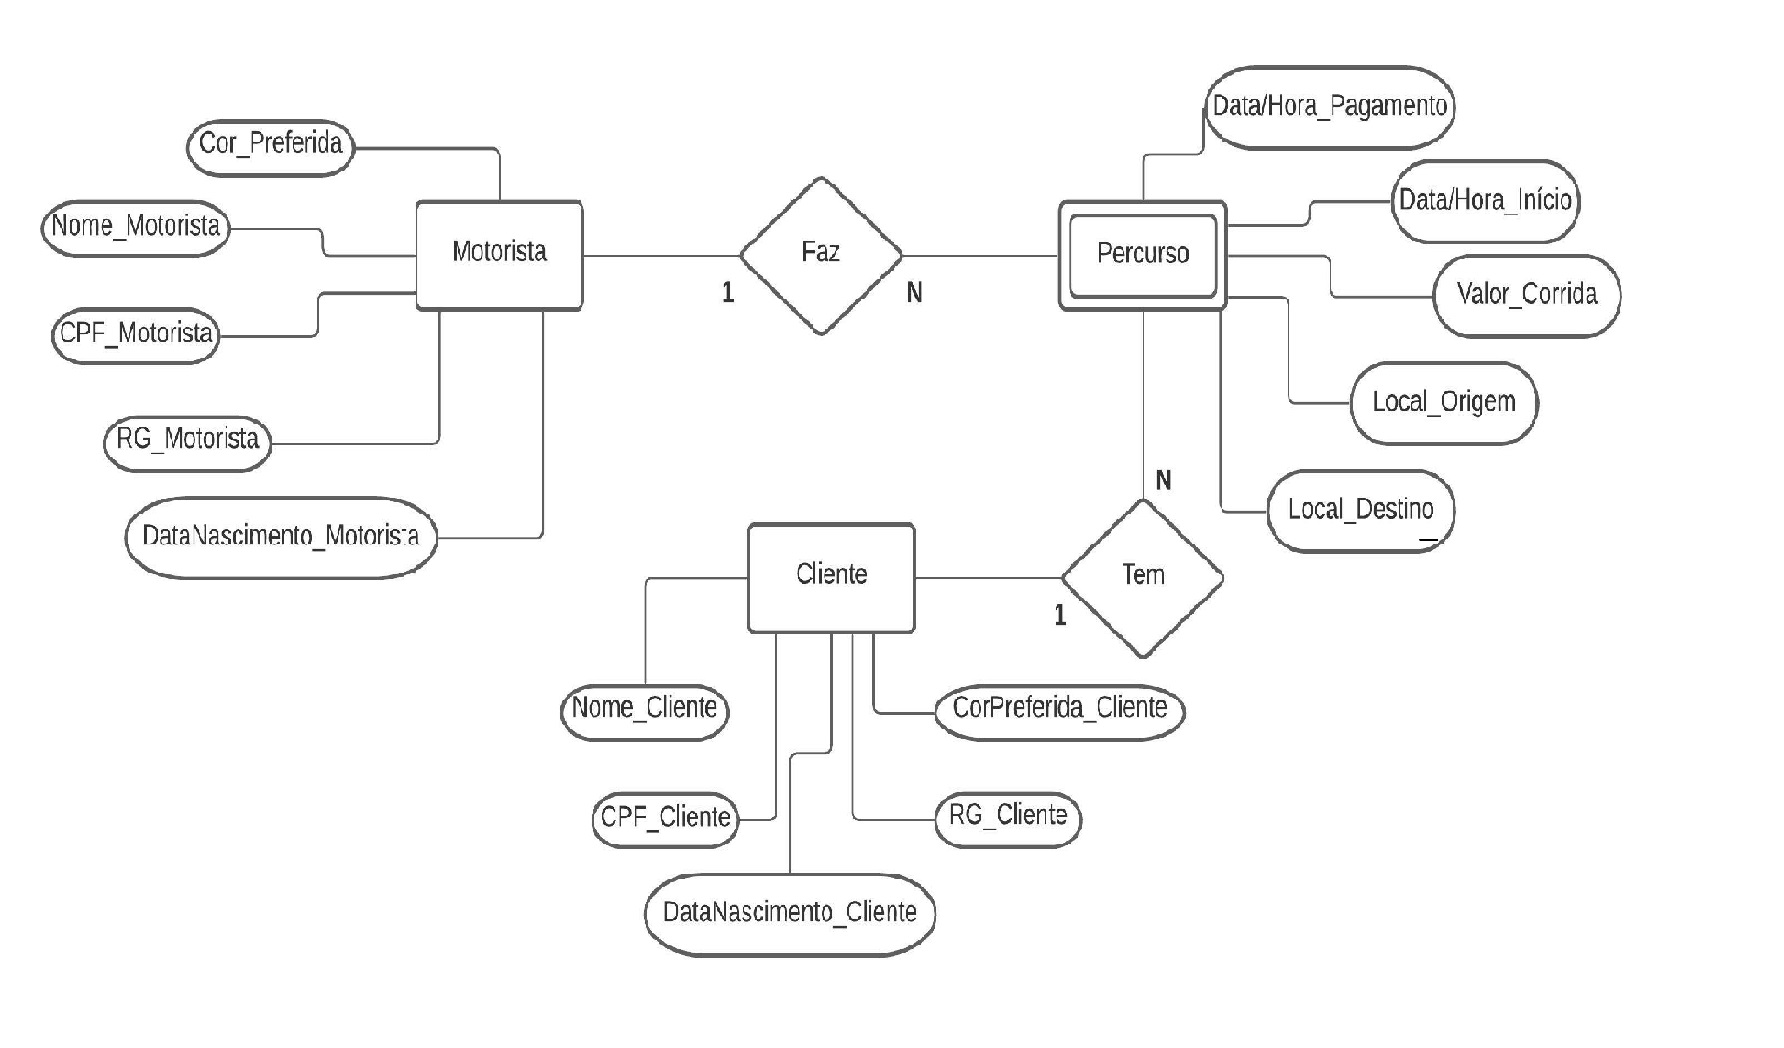 Data/Hora_Pagamento
Cor_Preferida
Data/Hora_Início
Nome_Motorista
Motorista
Faz
Percurso
1
N
Valor_Corrida
CPF_Motorista
Local_Origem
RG_Motorista
N
Local_Destino_
DataNascimento_Motorista
Cliente
Tem
1
Nome_Cliente
CorPreferida_Cliente
CPF_Cliente
RG_Cliente
DataNascimento_Cliente